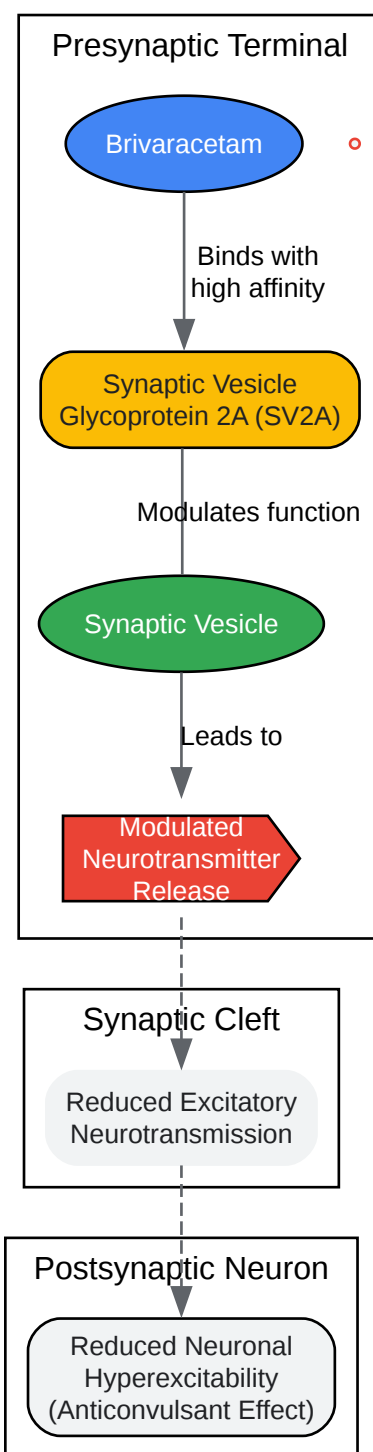 Presynaptic Terminal
Brivaracetam
Binds with
high affinity
Synaptic Vesicle
Glycoprotein 2A (SV2A)
Modulates function
Synaptic Vesicle
Leads to
Modulated
Neurotransmitter
Release
Synaptic Cleft
Reduced Excitatory
Neurotransmission
Postsynaptic Neuron
Reduced Neuronal
Hyperexcitability
(Anticonvulsant Effect)